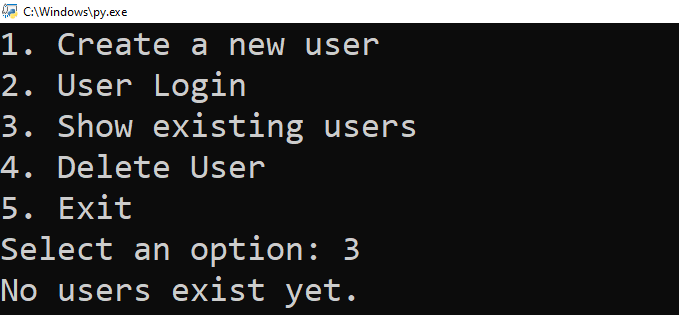 C:\Windows\py.exe
1. Create a new user
2. User Login
3. Show existing users
4. Delete User
5. Exit
Select an option: 3
No users exist yet.